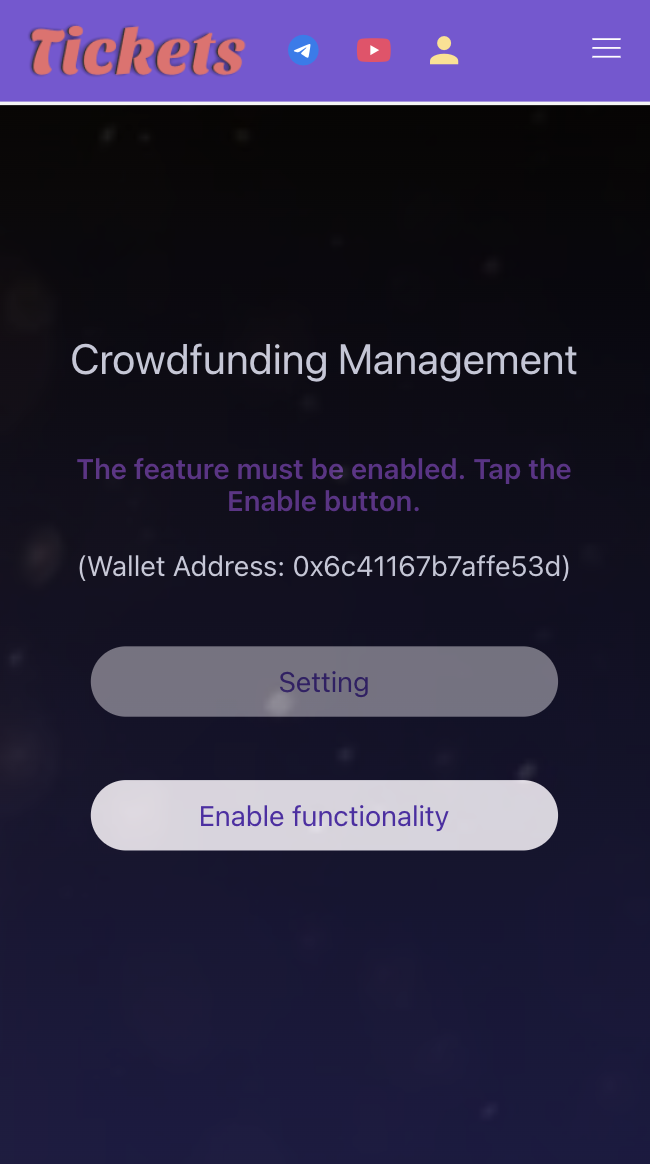 Tickets
Crowdfunding Management
The feature must be enabled. Tap the
Enable button.
(Wallet Address: 0x6c41167b7affe53d)
Setting
Enable functionality